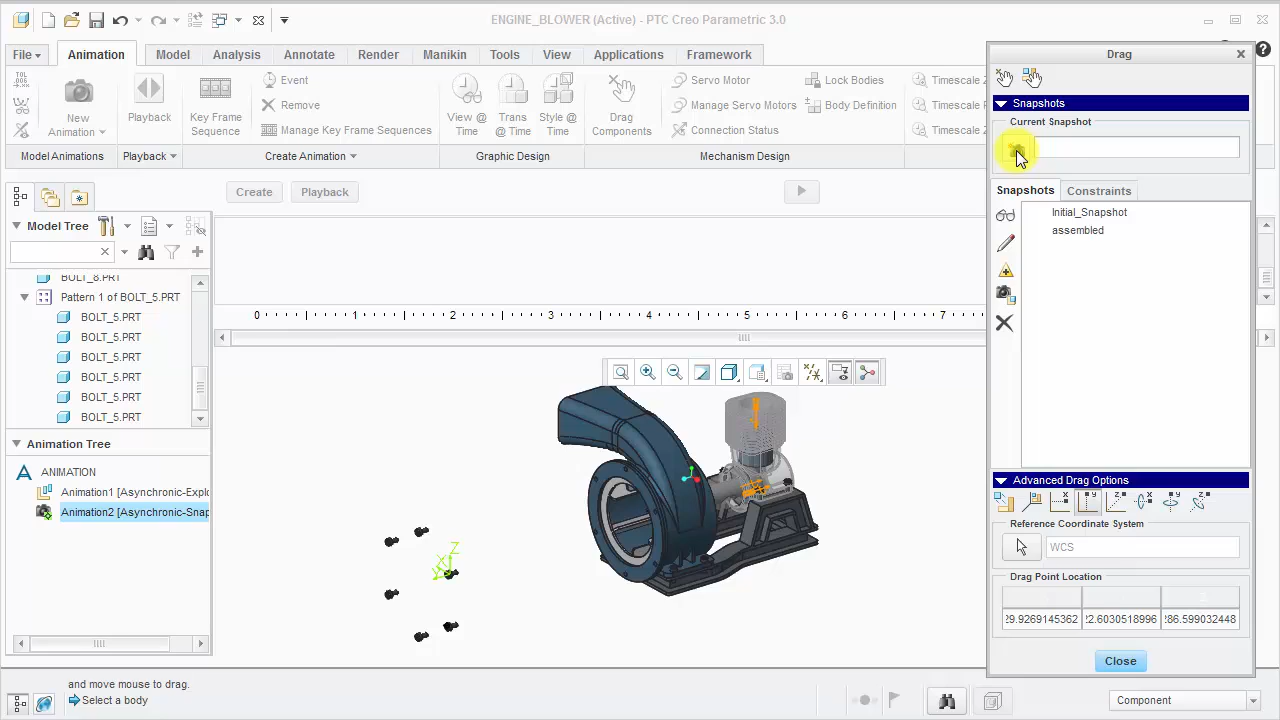 ENGINE_BLOWER (Active) - PTC Creo Parametric 3.0
File Animation Model Analysis Annotate Render Manikin Tools View Applications Framework
New Animation
Playback
Key Frame Sequence
Event
Remove
Manage Key Frame Sequences
View @ Time
Trans @ Time
Style @ Time
Drag Components
Servo Motor
Manage Servo Motors
Connection Status
Lock Bodies
Body Definition
Timescale
Timescale
Timescale
Model Animations Playback Create Animation Graphic Design Mechanism Design
Create Playback
Model Tree
BOLT_8.PRT
Pattern 1 of BOLT_5.PRT
BOLT_5.PRT
BOLT_5.PRT
BOLT_5.PRT
BOLT_5.PRT
BOLT_5.PRT
BOLT_5.PRT
Animation Tree
ANIMATION
Animation1 [Asynchronic-Explo
Animation2 [Asynchronic-Snap
0 1 2 3 4 5 6 7
Z
X
Y
Drag
Snapshots
Current Snapshot
Snapshots Constraints
Initial_Snapshot
assembled
Advanced Drag Options
Reference Coordinate System
WCS
Drag Point Location
29.9269145362 22.6030518996 286.599032448
Close
and move mouse to drag.
Select a body
Component